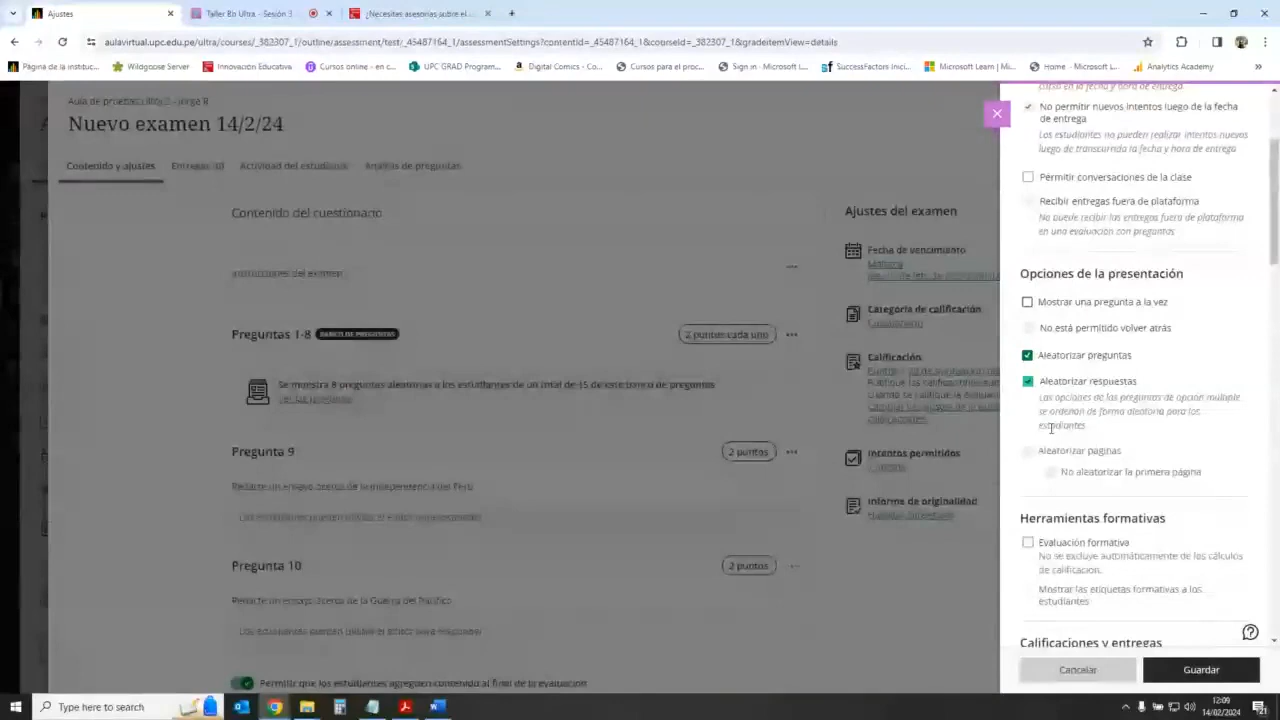 Ajustes
Taller Bb Ultra - Sesión 3
¿Necesitas asesorías sobre el
aulavirtual.upc.edu.pe/ultra/courses/_382307_1/outline/assessment/test/_45487164_1/assessmentSettings?contentId=_45487164_1&courseId=_382307_1&gradeitemView=details
Página de la instituc...
Wildgoose Server
Innovación Educativa
Cursos online - en c...
UPC GRAD Program...
Digital Comics - Co...
Cursos para el proc...
Sign in - Microsoft L...
SuccessFactors Inici...
Microsoft Learn | Mi...
Home - Microsoft L...
Analytics Academy
Nuevo examen 14/2/24
Contenido y ajustes
Actividad del estudiante
Análisis de preguntas
Contenido del cuestionario
Instrucciones del examen
Preguntas 1-8 BANCO DE PREGUNTAS
2 puntos cada uno
Se mostrará 8 preguntas aleatorias a los estudiantes de un total de 15 de este banco de preguntas
Pregunta 9
2 puntos
Redacte un ensayo acerca de la Independencia del Perú
Pregunta 10
2 puntos
Redacte un ensayo acerca de la Guerra del Pacífico
Permitir que los estudiantes agreguen contenido al final de la evaluación
Ajustes del examen
Fecha de vencimiento
Categoría de calificación
Calificación
Intentos permitidos
Informe de originalidad
curso en la fecha y hora de entrega
No permitir nuevos intentos luego de la fecha
de entrega
Los estudiantes no pueden realizar intentos nuevos
luego de transcurrida la fecha y hora de entrega
Permitir conversaciones de la clase
Recibir entregas fuera de plataforma
No puede recibir las entregas fuera de plataforma
en una evaluación con preguntas
Opciones de la presentación
Mostrar una pregunta a la vez
No está permitido volver atrás
Aleatorizar preguntas
Aleatorizar respuestas
Las opciones de las preguntas de opción múltiple
se ordenan de forma aleatoria para los
estudiantes
Aleatorizar páginas
No aleatorizar la primera página
Herramientas formativas
Evaluación formativa
No se excluye automáticamente de los cálculos
de calificación.
Mostrar las etiquetas formativas a los
estudiantes
Calificaciones y entregas
Cancelar
Guardar
Type here to search
12:09
14/02/2024